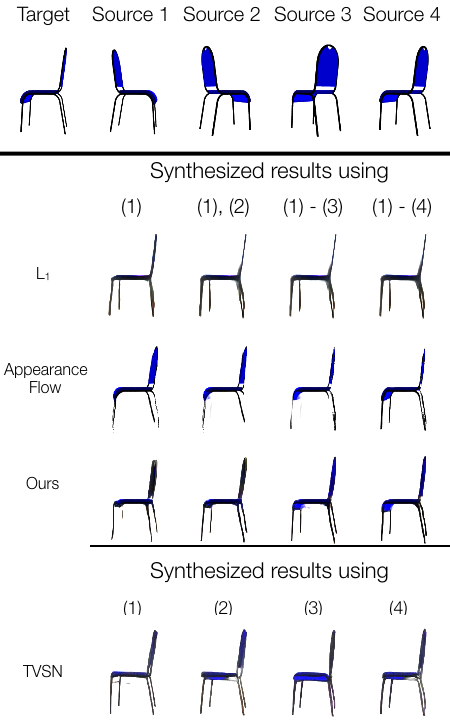 Target Source 1 Source 2 Source 3 Source 4
Synthesized results using
(1) (1), (2) (1) - (3) (1) - (4)
L₁
Appearance
Flow
Ours
Synthesized results using
(1) (2) (3) (4)
TVSN